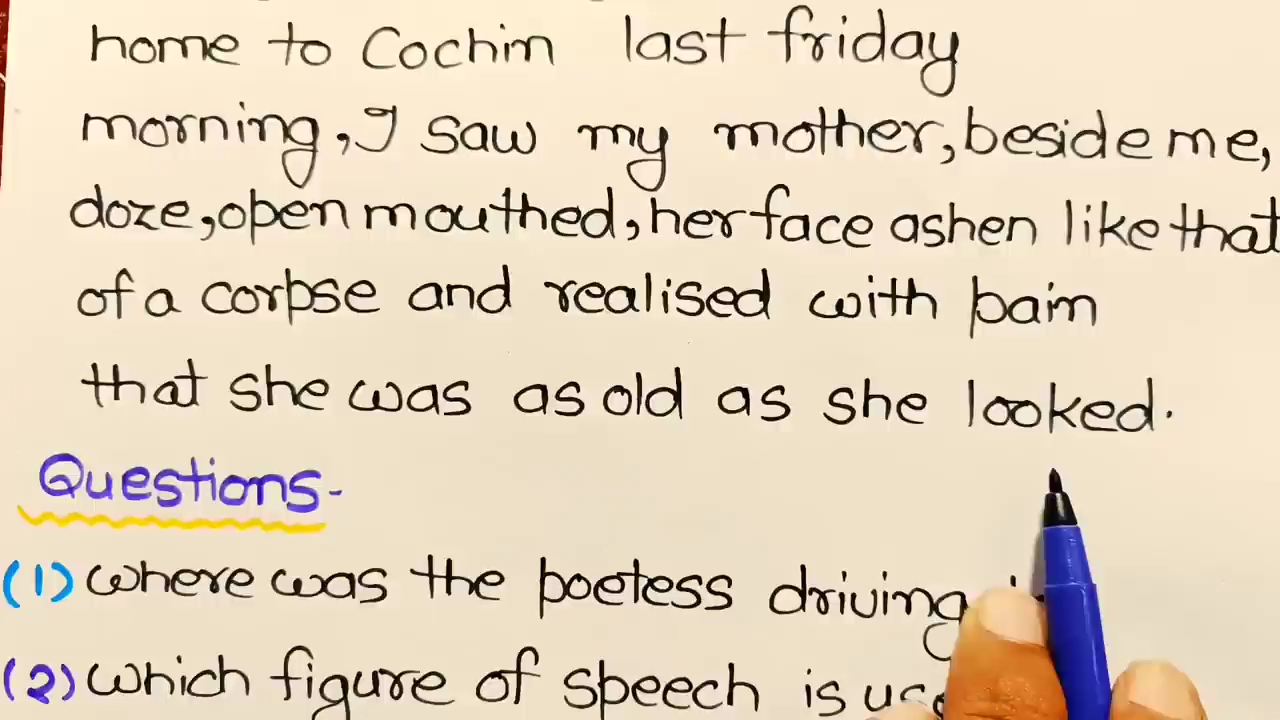 home to Cochin last friday
morning, I saw my mother, beside me,
doze, open mouthed, her face ashen like that
of a corpse and realised with pain
that she was as old as she looked.
Questions-
(1) where was the poetess driving
(2) which figure of speech is